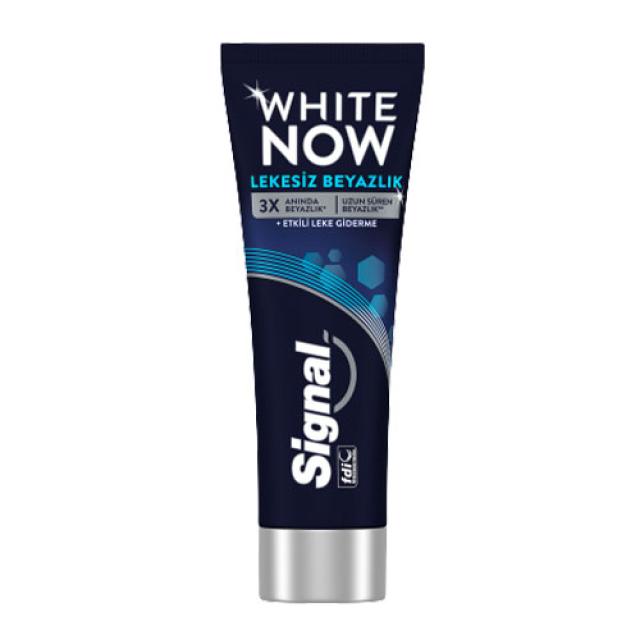 WHITE
NOW
LEKESİZ BEYAZLIK
3X ANINDA BEYAZLIK* UZUN SÜREN BEYAZLIK**
+ ETKİLİ LEKE GİDERME
Signal
fdi